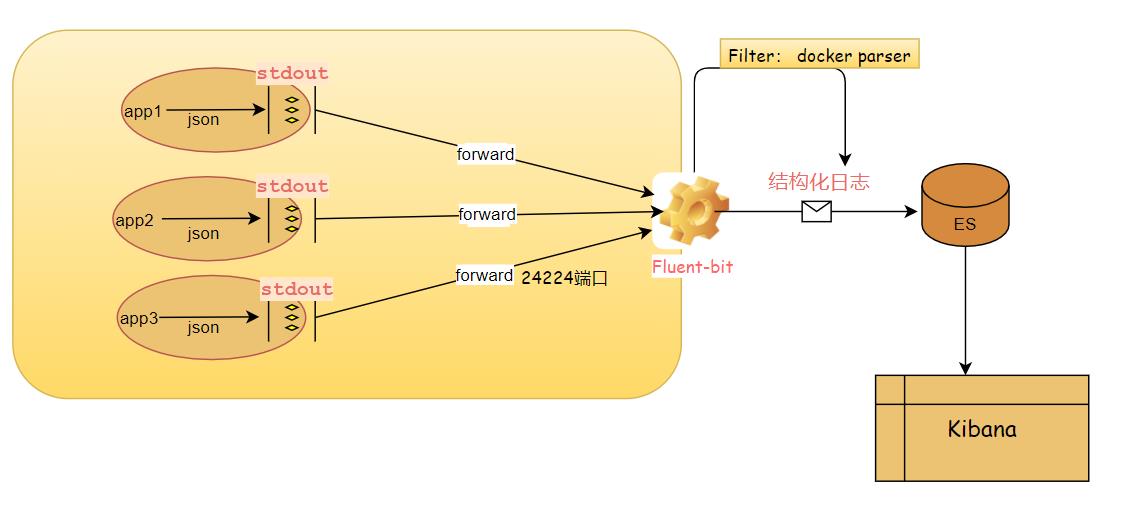 Filter: docker parser
stdout
app1
json
forward
stdout
app2
json
forward
结构化日志
ES
Fluent-bit
stdout
app3
json
forward 24224端口
Kibana